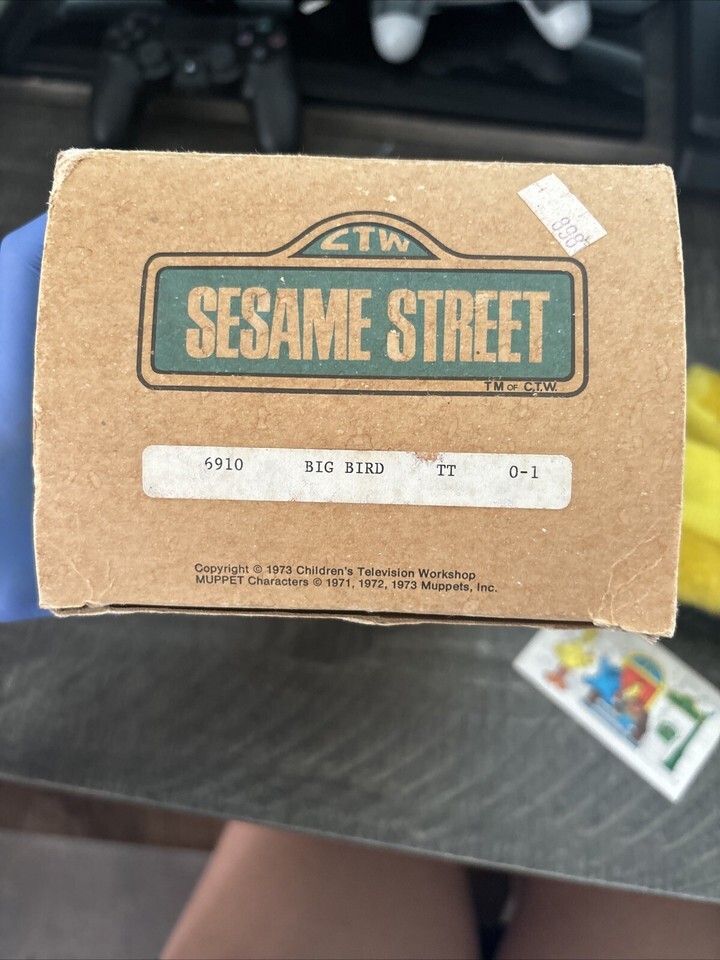 898
CTW
SESAME STREET
TM OF C.T.W.
6910 BIG BIRD TT 0-1
Copyright © 1973 Children's Television Workshop
MUPPET Characters © 1971, 1972, 1973 Muppets, Inc.